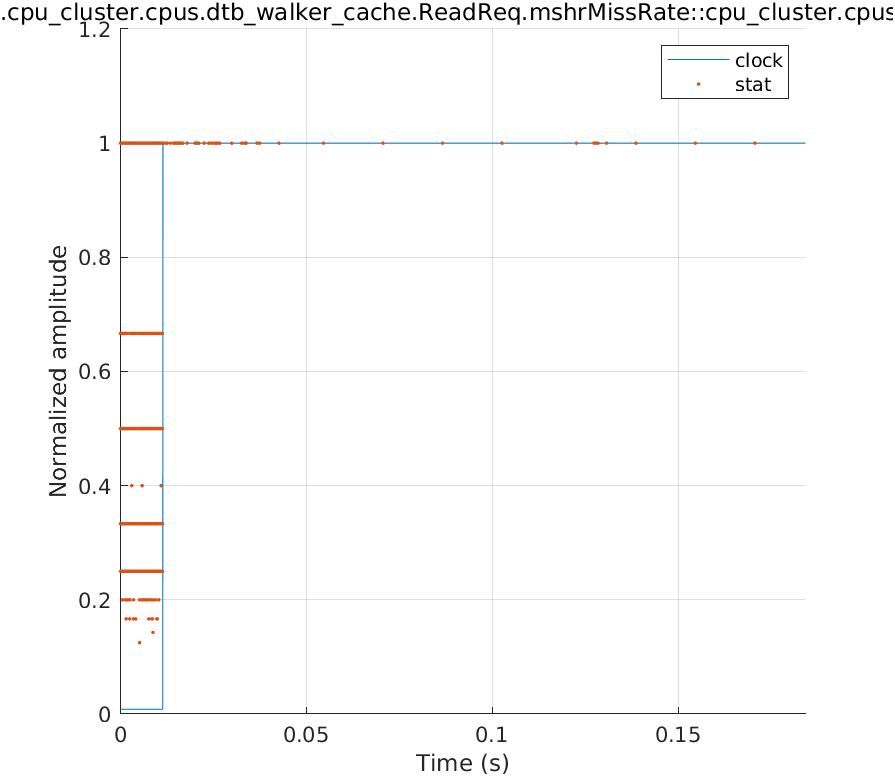 .cpu_cluster.cpus.dtb_walker_cache.ReadReq.mshrMissRate::cpu_cluster.cpus
1.2
1
0.8
0.6
0.4
0.2
0
Normalized amplitude
clock
stat
0 0.05 0.1 0.15
Time (s)